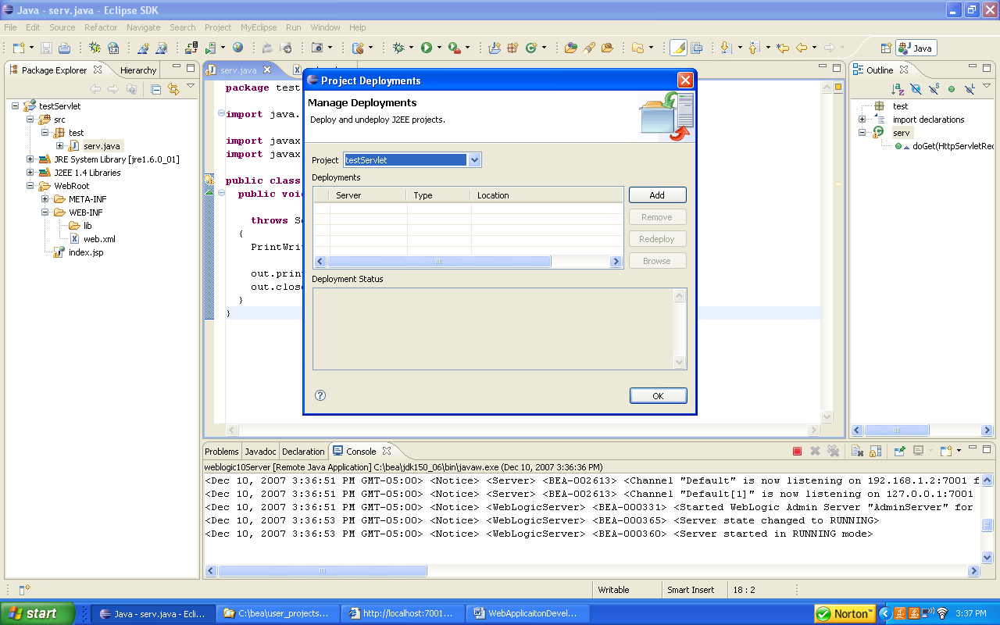 Java - serv.java - Eclipse SDK
File Edit Source Refactor Navigate Search Project MyEclipse Run Window Help
Java
Package Explorer Hierarchy
testServlet
src
test
serv.java
JRE System Library [jre1.6.0_01]
J2EE 1.4 Libraries
WebRoot
META-INF
WEB-INF
lib
web.xml
index.jsp
serv.java
package test
import java.
import javax
import javax
public class
public void
throws Se
{
PrintWrit
out.print
out.close
}
}
Project Deployments
Manage Deployments
Deploy and undeploy J2EE projects.
Project testServlet
Deployments
Server Type Location
Add
Remove
Redeploy
Browse
Deployment Status
OK
Outline
test
import declarations
serv
doGet(HttpServletRec
Problems Javadoc Declaration Console
weblogic10Server [Remote Java Application] C:\bea\jdk150_06\bin\javaw.exe (Dec 10, 2007 3:36:36 PM)
<Dec 10, 2007 3:36:51 PM GMT-05:00> <Notice> <Server> <BEA-002613> <Channel "Default" is now listening on 192.168.1.2:7001 f
<Dec 10, 2007 3:36:51 PM GMT-05:00> <Notice> <Server> <BEA-002613> <Channel "Default[1]" is now listening on 127.0.0.1:7001
<Dec 10, 2007 3:36:51 PM GMT-05:00> <Notice> <WebLogicServer> <BEA-000331> <Started WebLogic Admin Server "AdminServer" for
<Dec 10, 2007 3:36:53 PM GMT-05:00> <Notice> <WebLogicServer> <BEA-000365> <Server state changed to RUNNING>
<Dec 10, 2007 3:36:53 PM GMT-05:00> <Notice> <WebLogicServer> <BEA-000360> <Server started in RUNNING mode>
Writable Smart Insert 18 : 2
start Java - serv.java - Ecli... C:\bea\user_projects... http://localhost:7001... WebApplicaitonDevel... Norton™ 3:37 PM